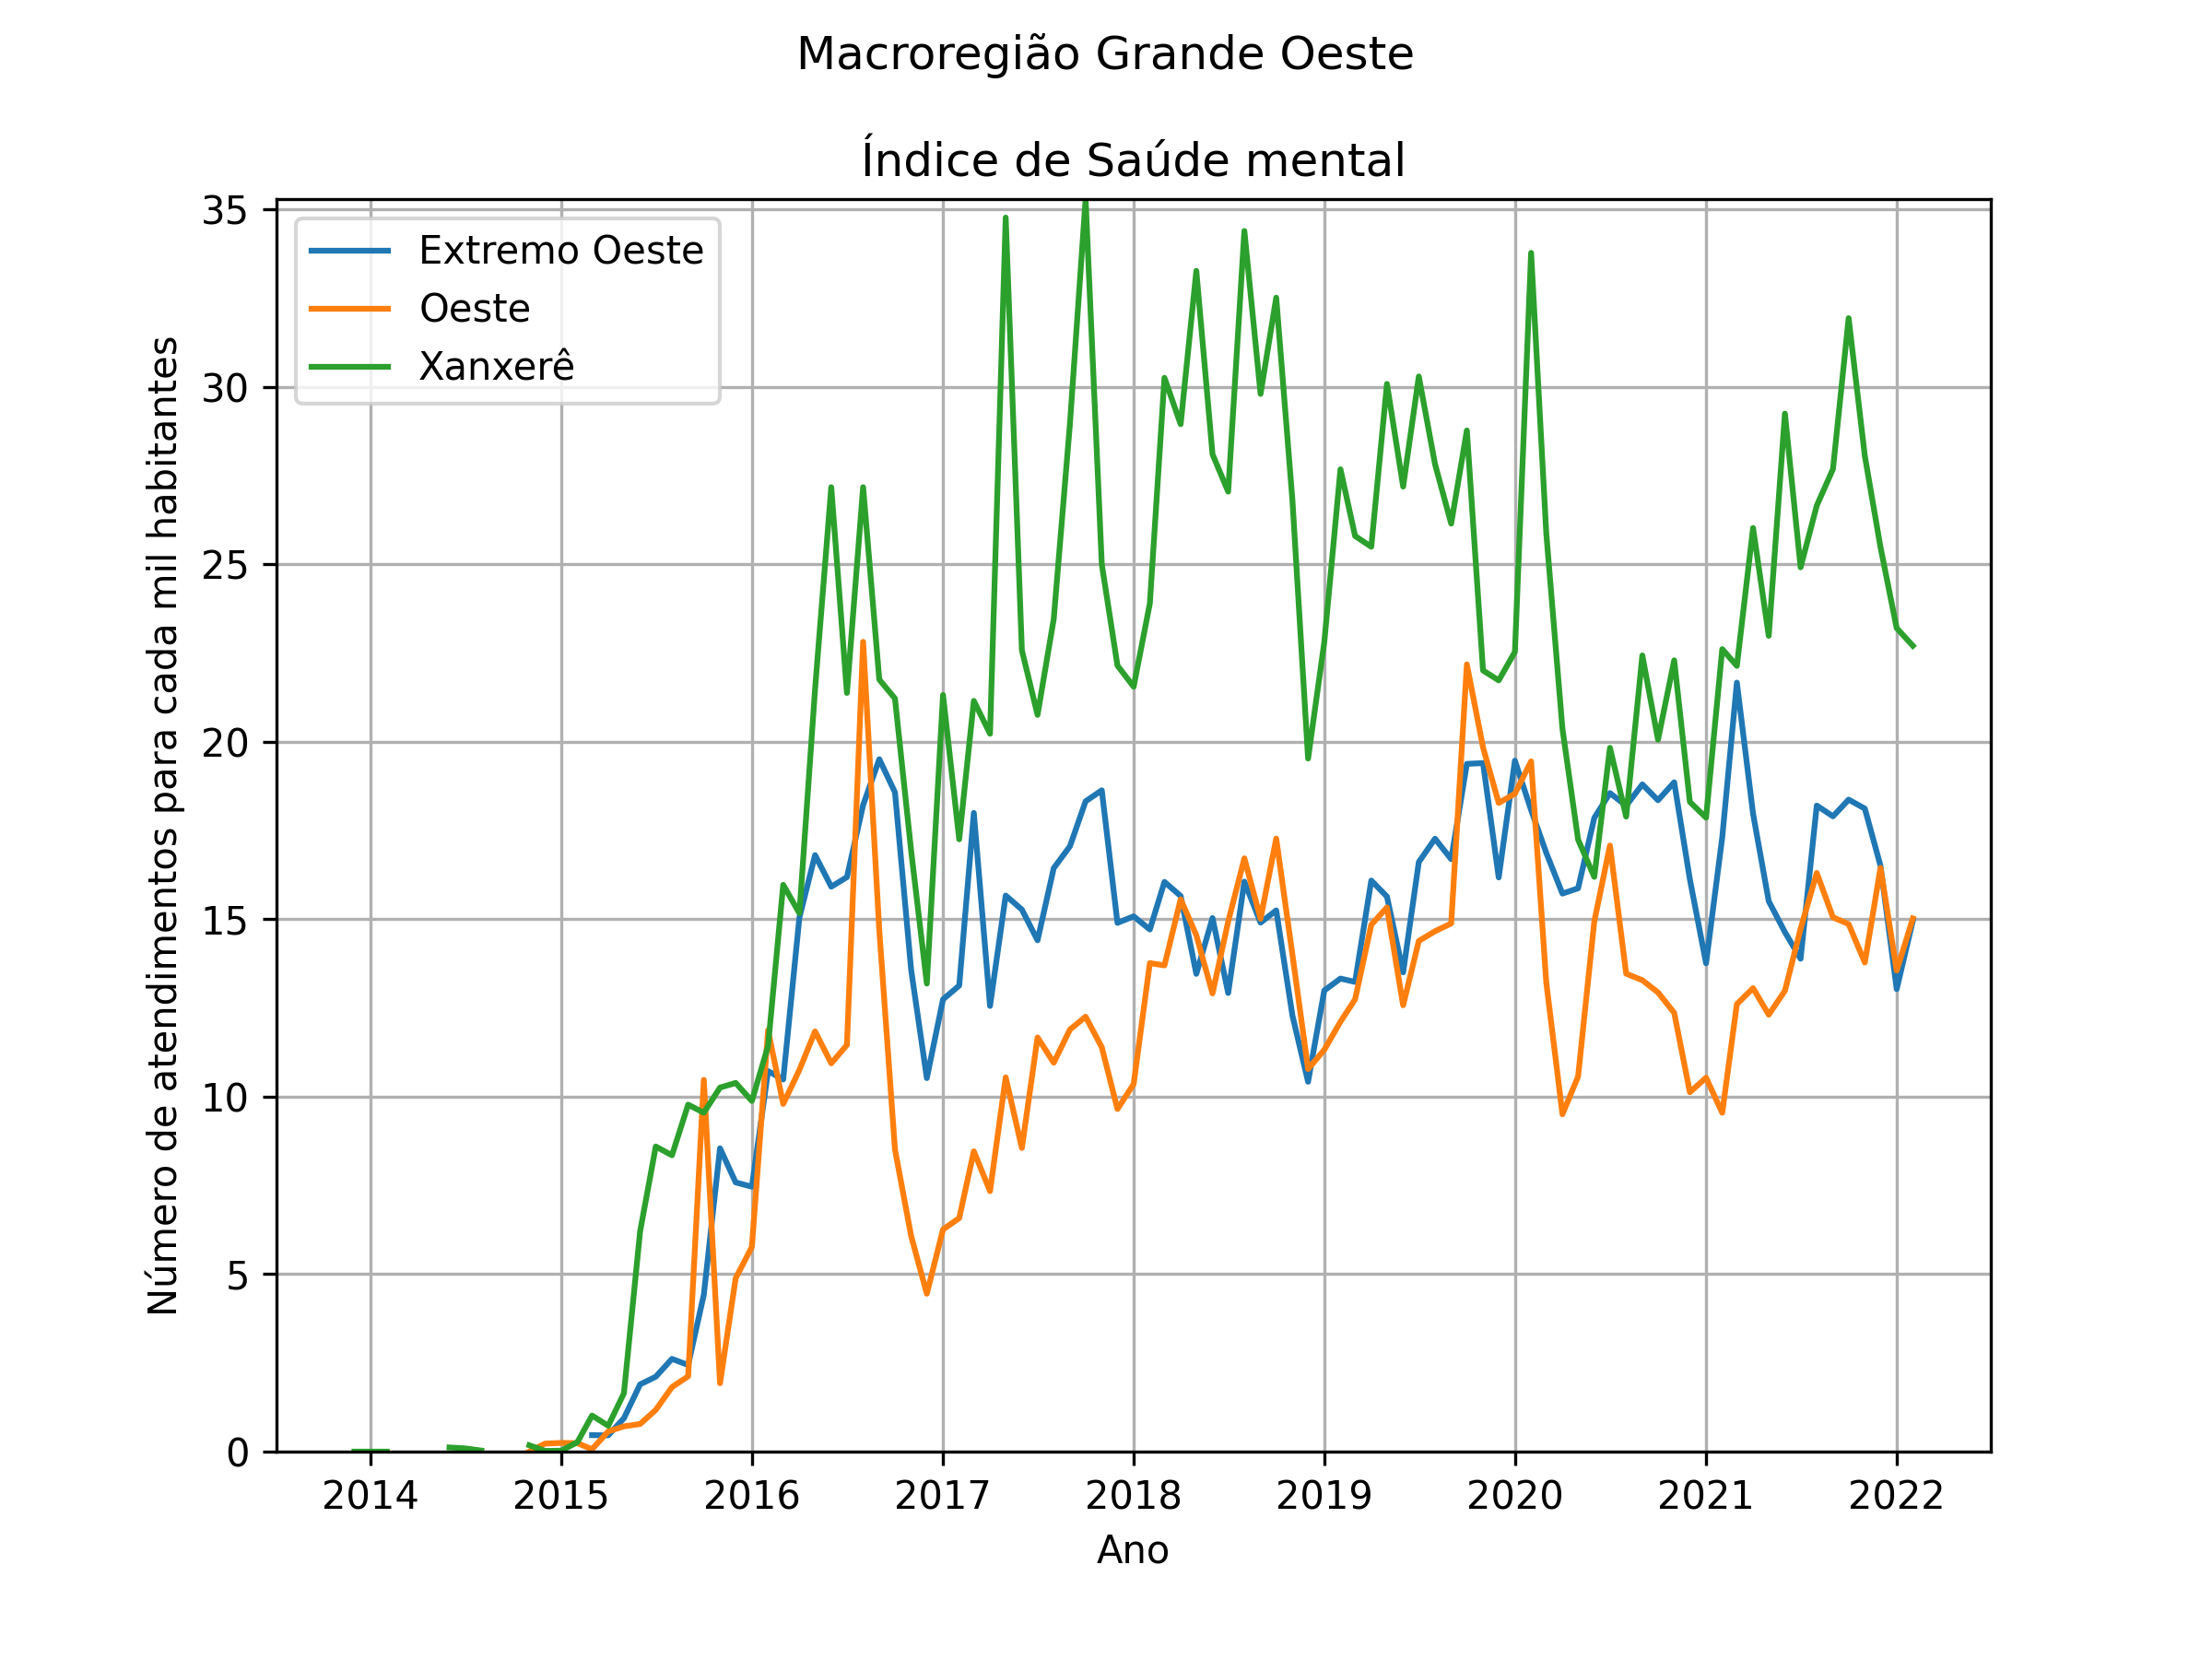 Macroregião Grande Oeste
Índice de Saúde mental
35
30
25
20
15
10
5
0
Número de atendimentos para cada mil habitantes
Extremo Oeste
Oeste
Xanxerê
2014 2015 2016 2017 2018 2019 2020 2021 2022
Ano